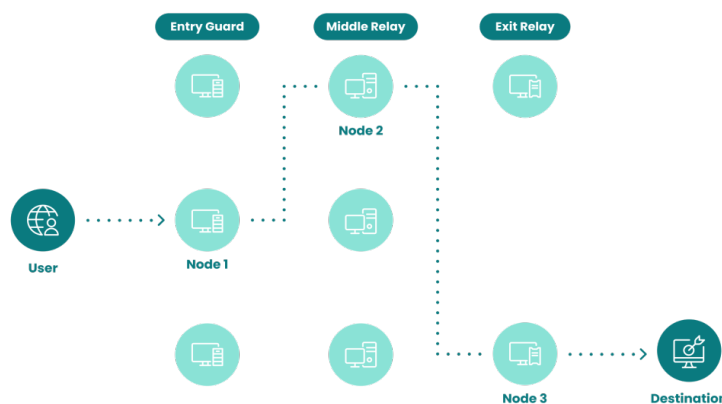 Entry Guard
Middle Relay
Exit Relay
Node 2
User
Node 1
Node 3
Destination